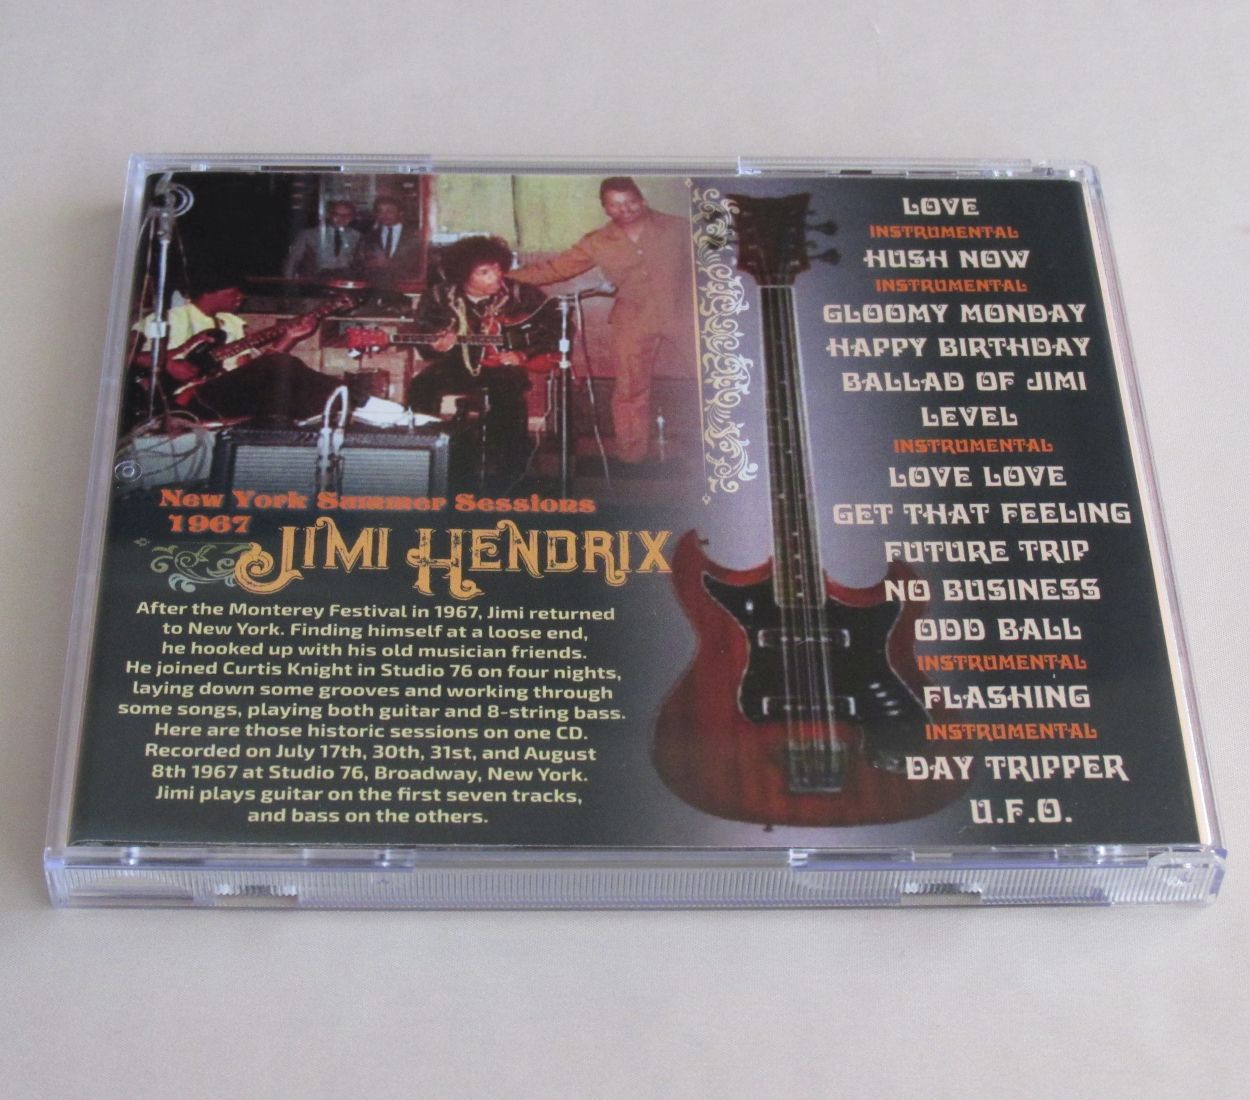 New York Summer Sessions
1967
JIMI HENDRIX
After the Monterey Festival in 1967, Jimi returned
to New York. Finding himself at a loose end,
he hooked up with his old musician friends.
He joined Curtis Knight in Studio 76 on four nights,
laying down some grooves and working through
some songs, playing both guitar and 8-string bass.
Here are those historic sessions on one CD.
Recorded on July 17th, 30th, 31st, and August
8th 1967 at Studio 76, Broadway, New York.
Jimi plays guitar on the first seven tracks,
and bass on the others.
LOVE
INSTRUMENTAL
HUSH NOW
INSTRUMENTAL
GLOOMY MONDAY
HAPPY BIRTHDAY
BALLAD OF JIMI
LEVEL
INSTRUMENTAL
LOVE LOVE
GET THAT FEELING
FUTURE TRIP
NO BUSINESS
ODD BALL
INSTRUMENTAL
FLASHING
INSTRUMENTAL
DAY TRIPPER
U.F.O.